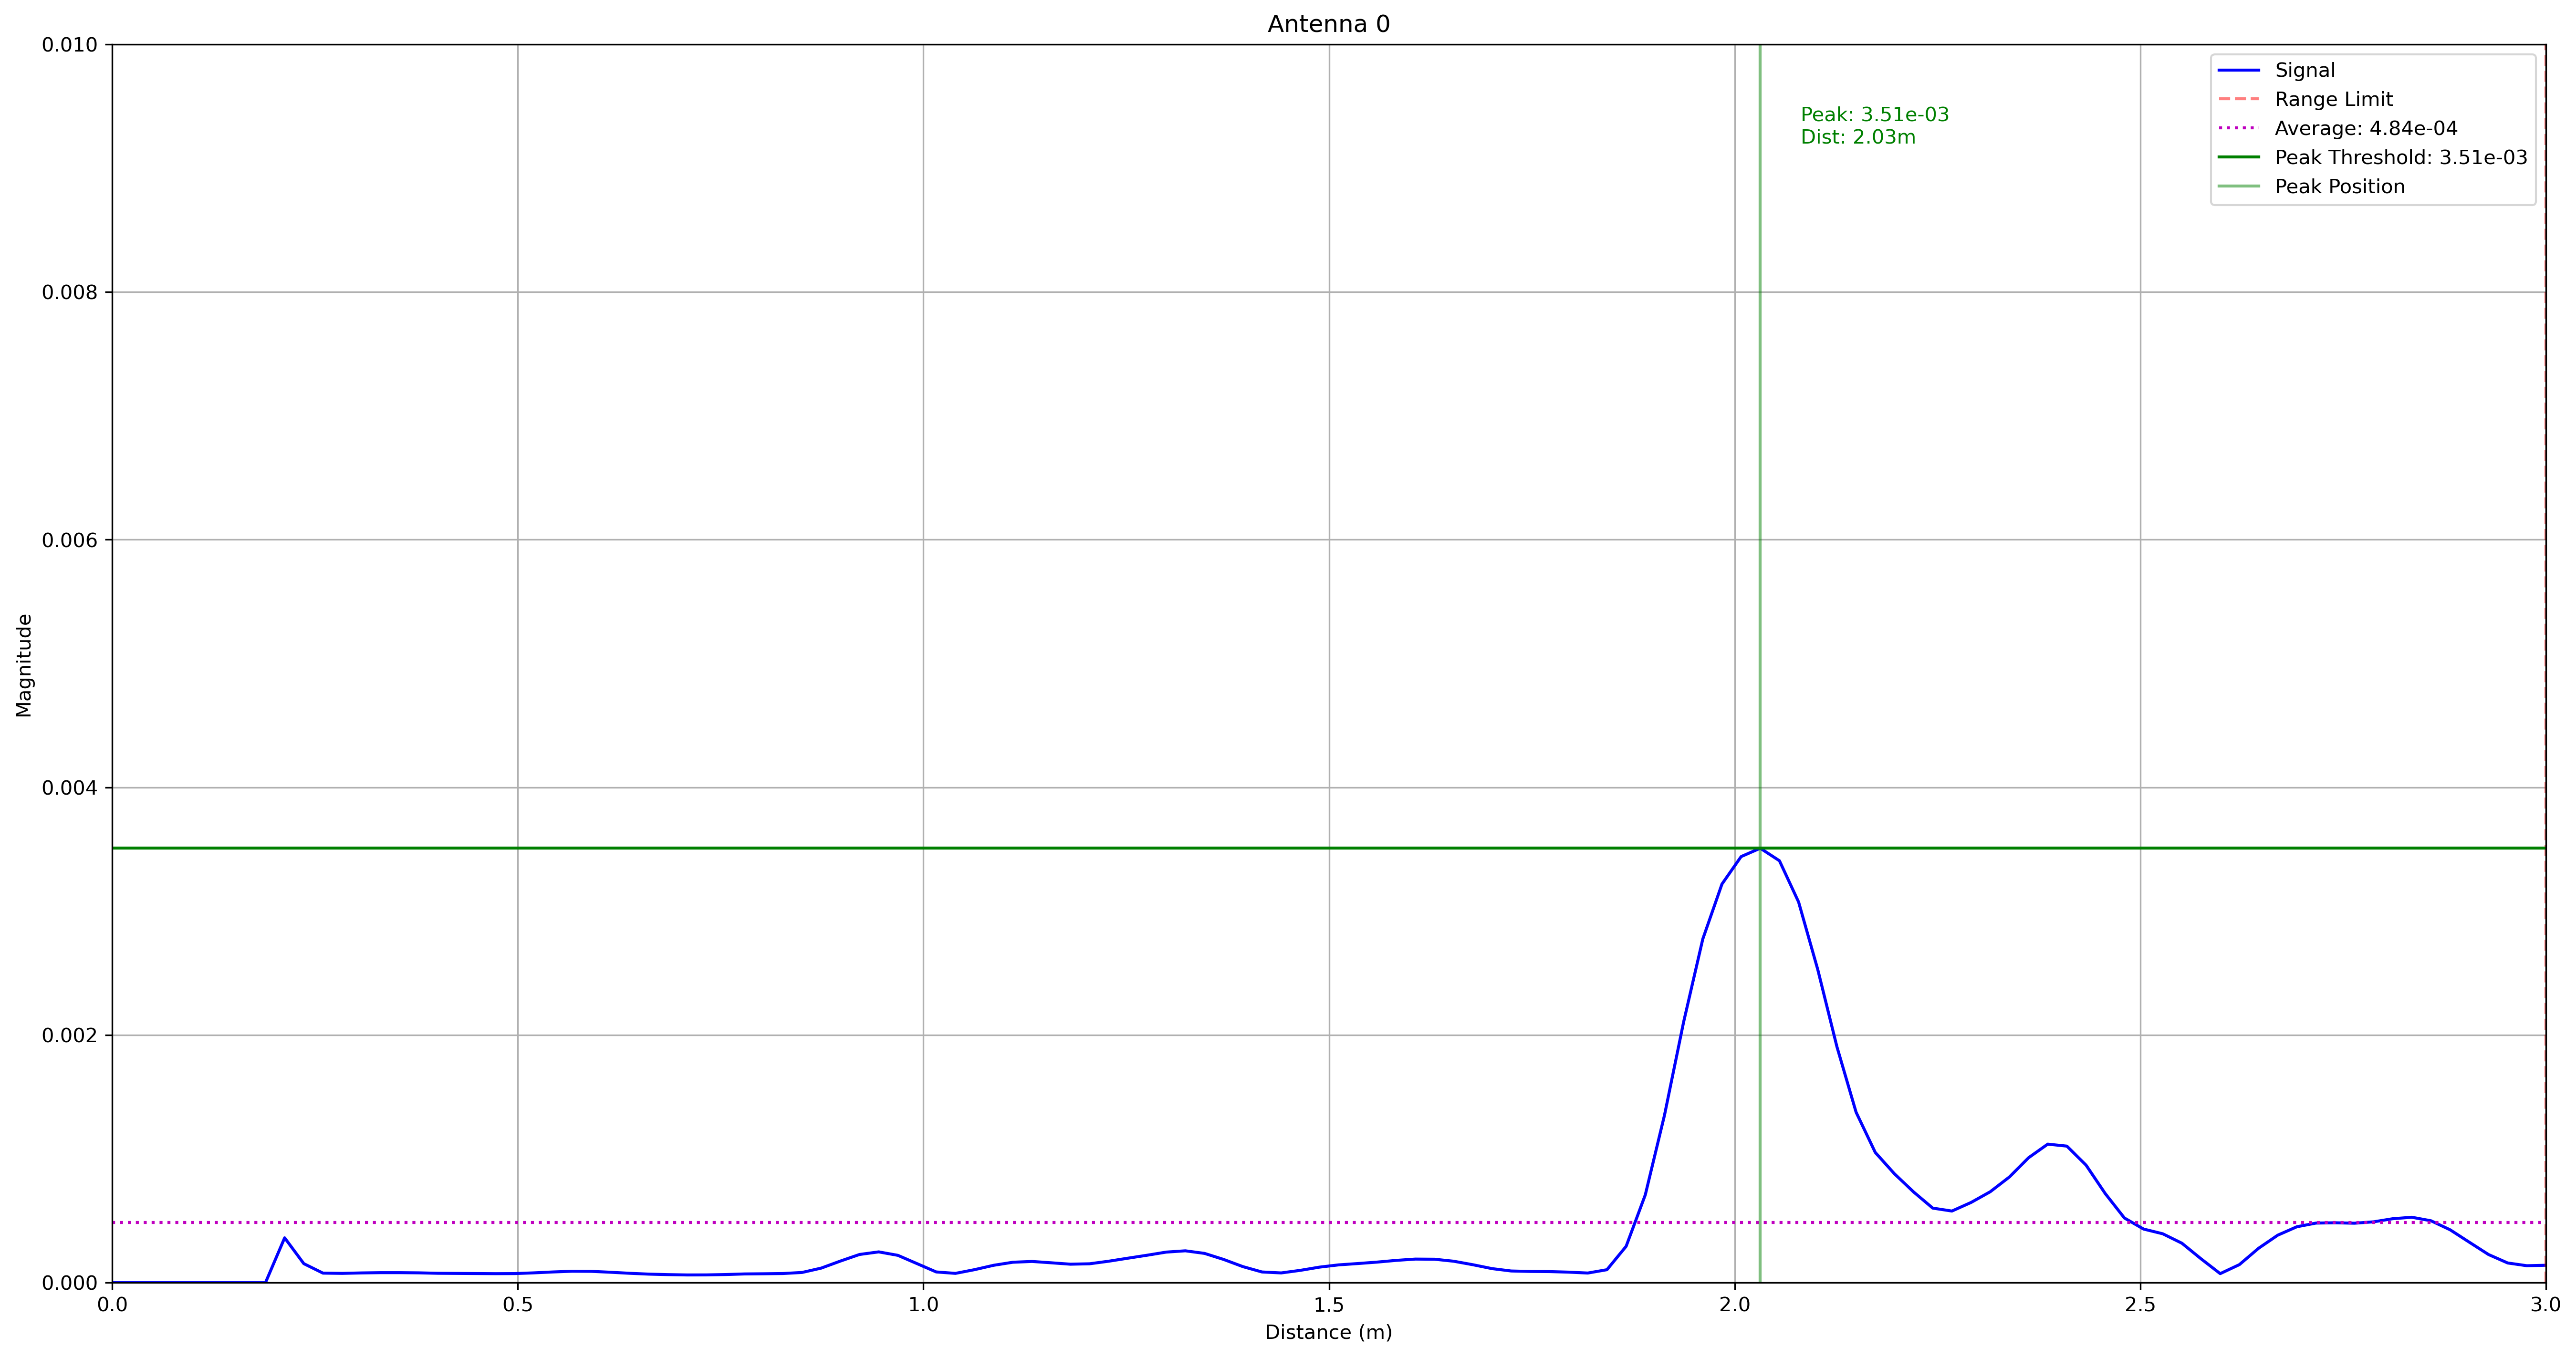 Antenna 0
0.010
0.008
0.006
0.004
0.002
0.000
Magnitude
Peak: 3.51e-03
Dist: 2.03m
Signal
Range Limit
Average: 4.84e-04
Peak Threshold: 3.51e-03
Peak Position
0.0 0.5 1.0 1.5 2.0 2.5 3.0
Distance (m)